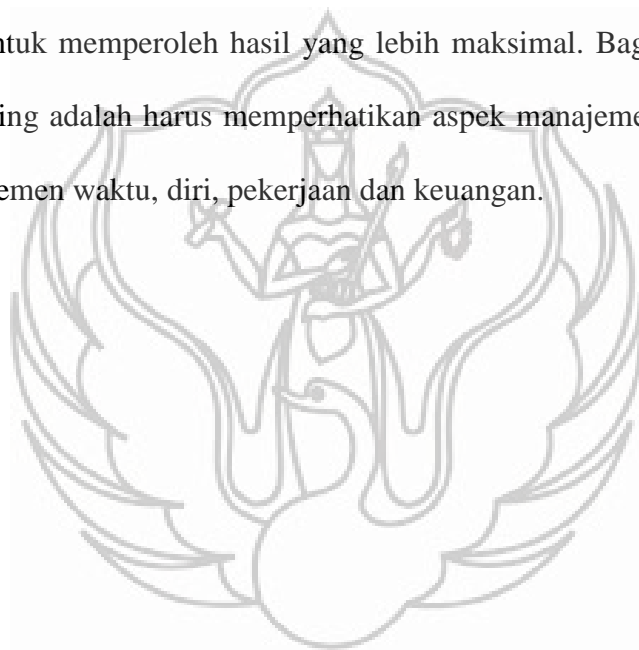 ntuk memperoleh hasil yang lebih maksimal. Bag
ing adalah harus memperhatikan aspek manajeme
emen waktu, diri, pekerjaan dan keuangan.